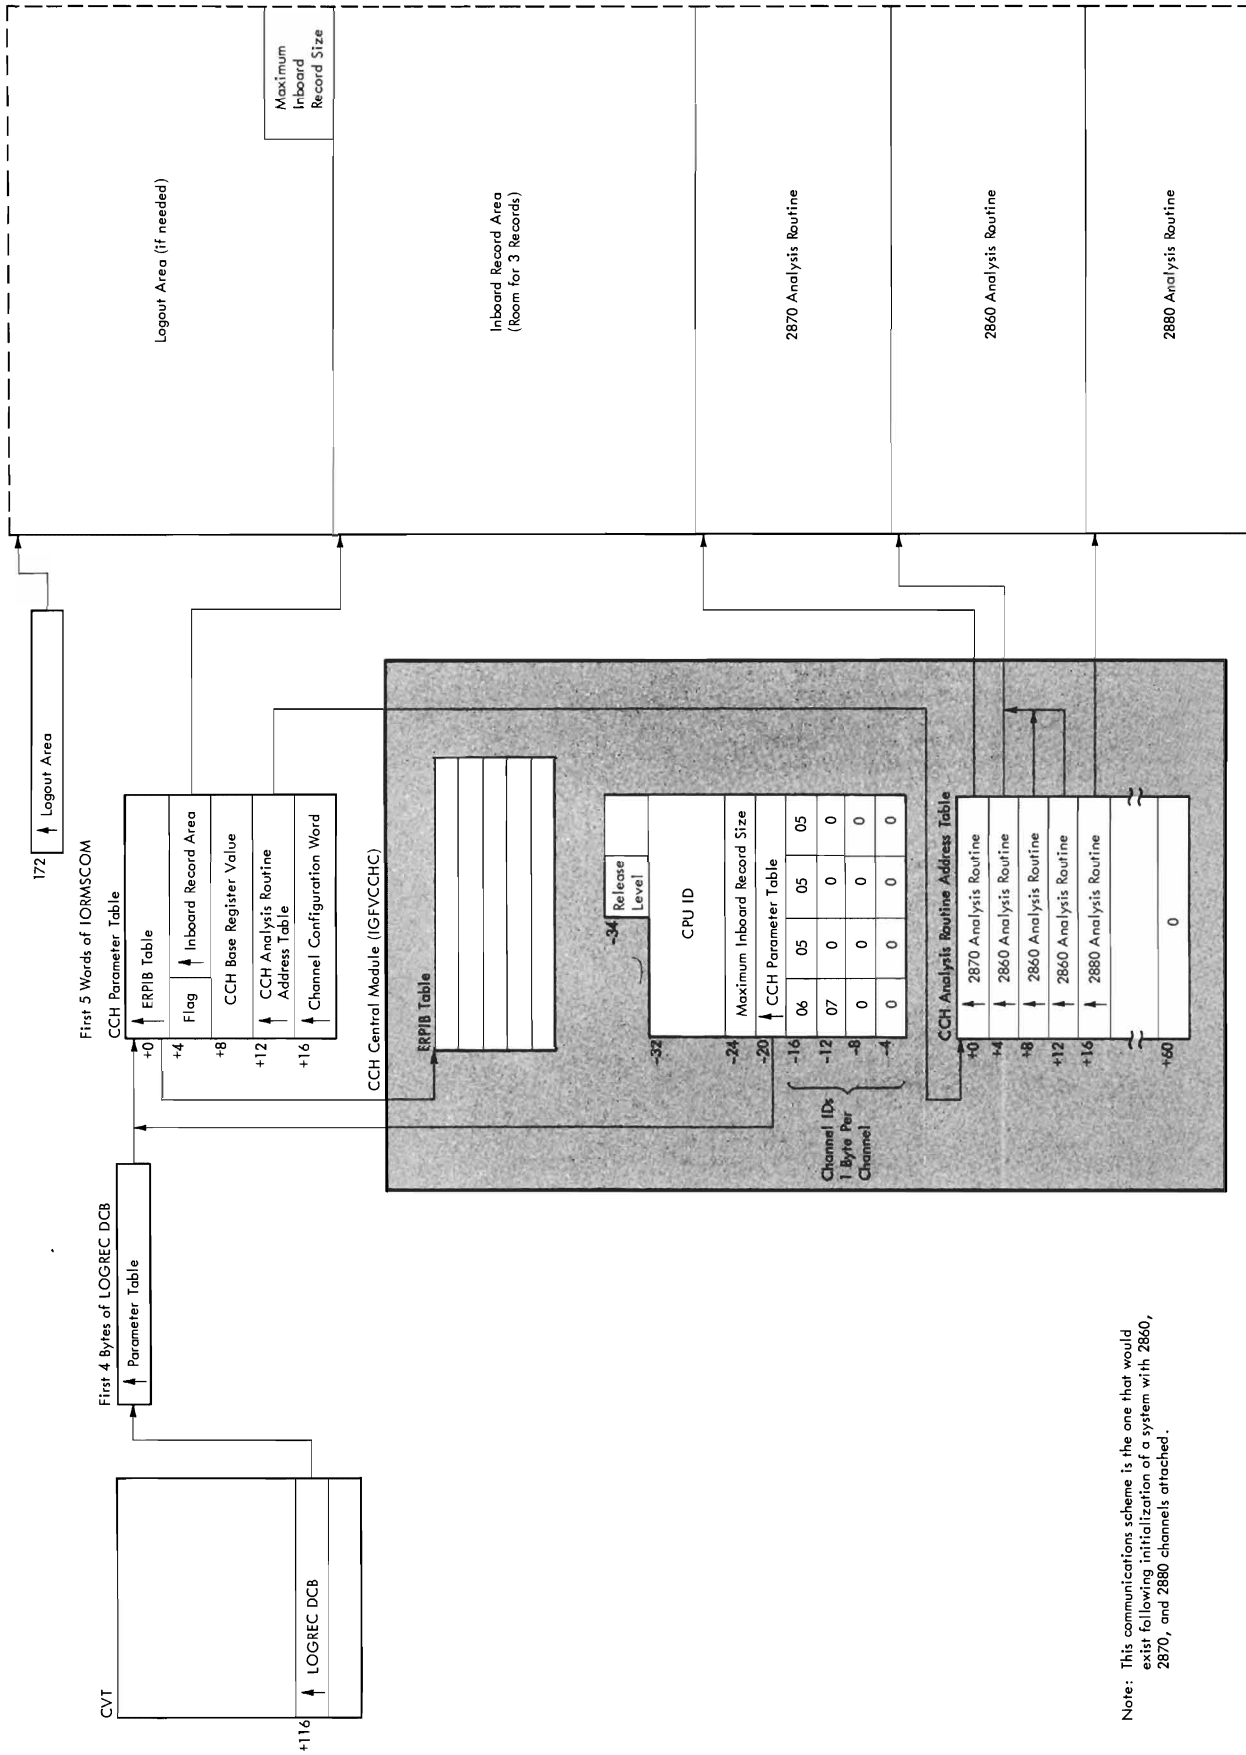 CVT
+116
LOGREC DCB
First 4 Bytes of LOGREC DCB
Parameter Table
172
Logout Area
First 5 Words of IORMSCOM
CCH Parameter Table
+0
ERPIB Table
+4
Flag
Inboard Record Area
+8
CCH Base Register Value
+12
CCH Analysis Routine
Address Table
+16
Channel Configuration Word
CCH Central Module (IGFVCCHC)
ERPIB Table
-34
Release
Level
-32
CPU ID
-24
Maximum Inboard Record Size
-20
CCH Parameter Table
-16
06 05 05 05
-12
07 0 0 0
-8
0 0 0 0
-4
0 0 0 0
Channel IDs
1 Byte Per
Channel
CCH Analysis Routine Address Table
+0
2870 Analysis Routine
+4
2860 Analysis Routine
+8
2860 Analysis Routine
+12
2860 Analysis Routine
+16
2880 Analysis Routine
+60
0
Logout Area (if needed)
Maximum
Inboard
Record Size
Inboard Record Area
(Room for 3 Records)
2870 Analysis Routine
2860 Analysis Routine
2880 Analysis Routine
Note: This communications scheme is the one that would
exist following initialization of a system with 2860,
2870, and 2880 channels attached.